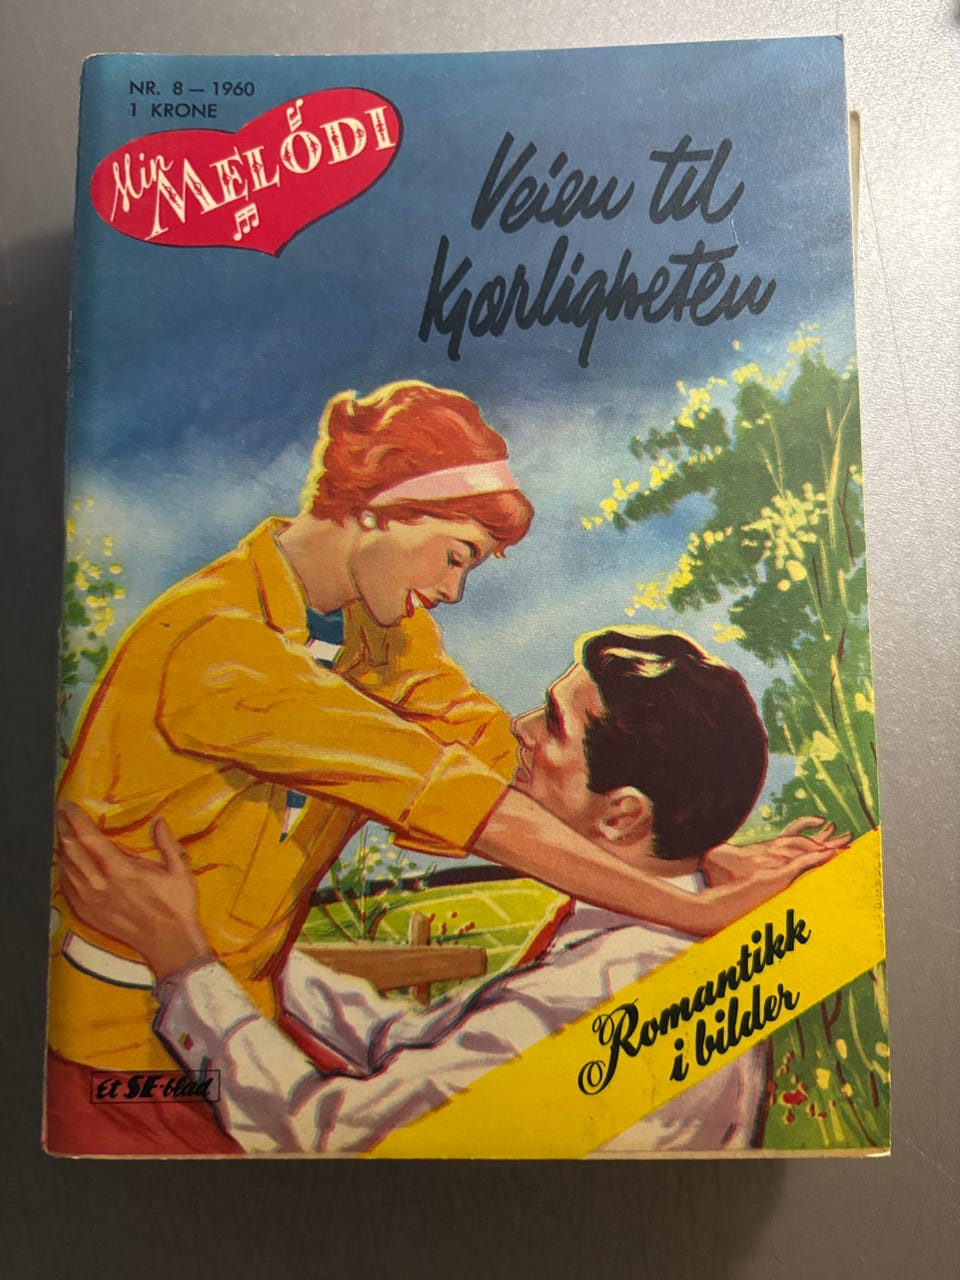 NR. 8 – 1960
1 KRONE
Min
MELODI
Veien til
Kjærligheten
Romantikk
i bilder
Et SE-blad